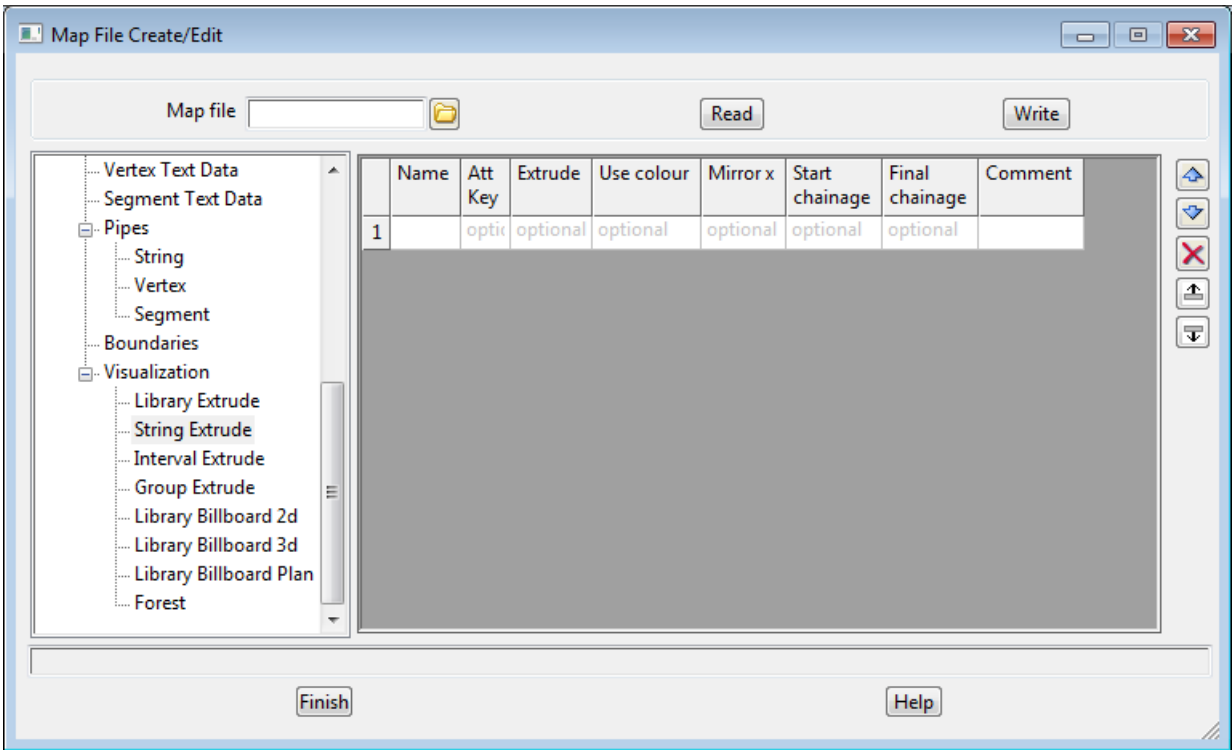 Map File Create/Edit
Map file
Read
Write
Vertex Text Data
Segment Text Data
Pipes
String
Vertex
Segment
Boundaries
Visualization
Library Extrude
String Extrude
Interval Extrude
Group Extrude
Library Billboard 2d
Library Billboard 3d
Library Billboard Plan
Forest
Name Att Key Extrude Use colour Mirror x Start chainage Final chainage Comment
1 optic optional optional optional optional optional
Finish
Help